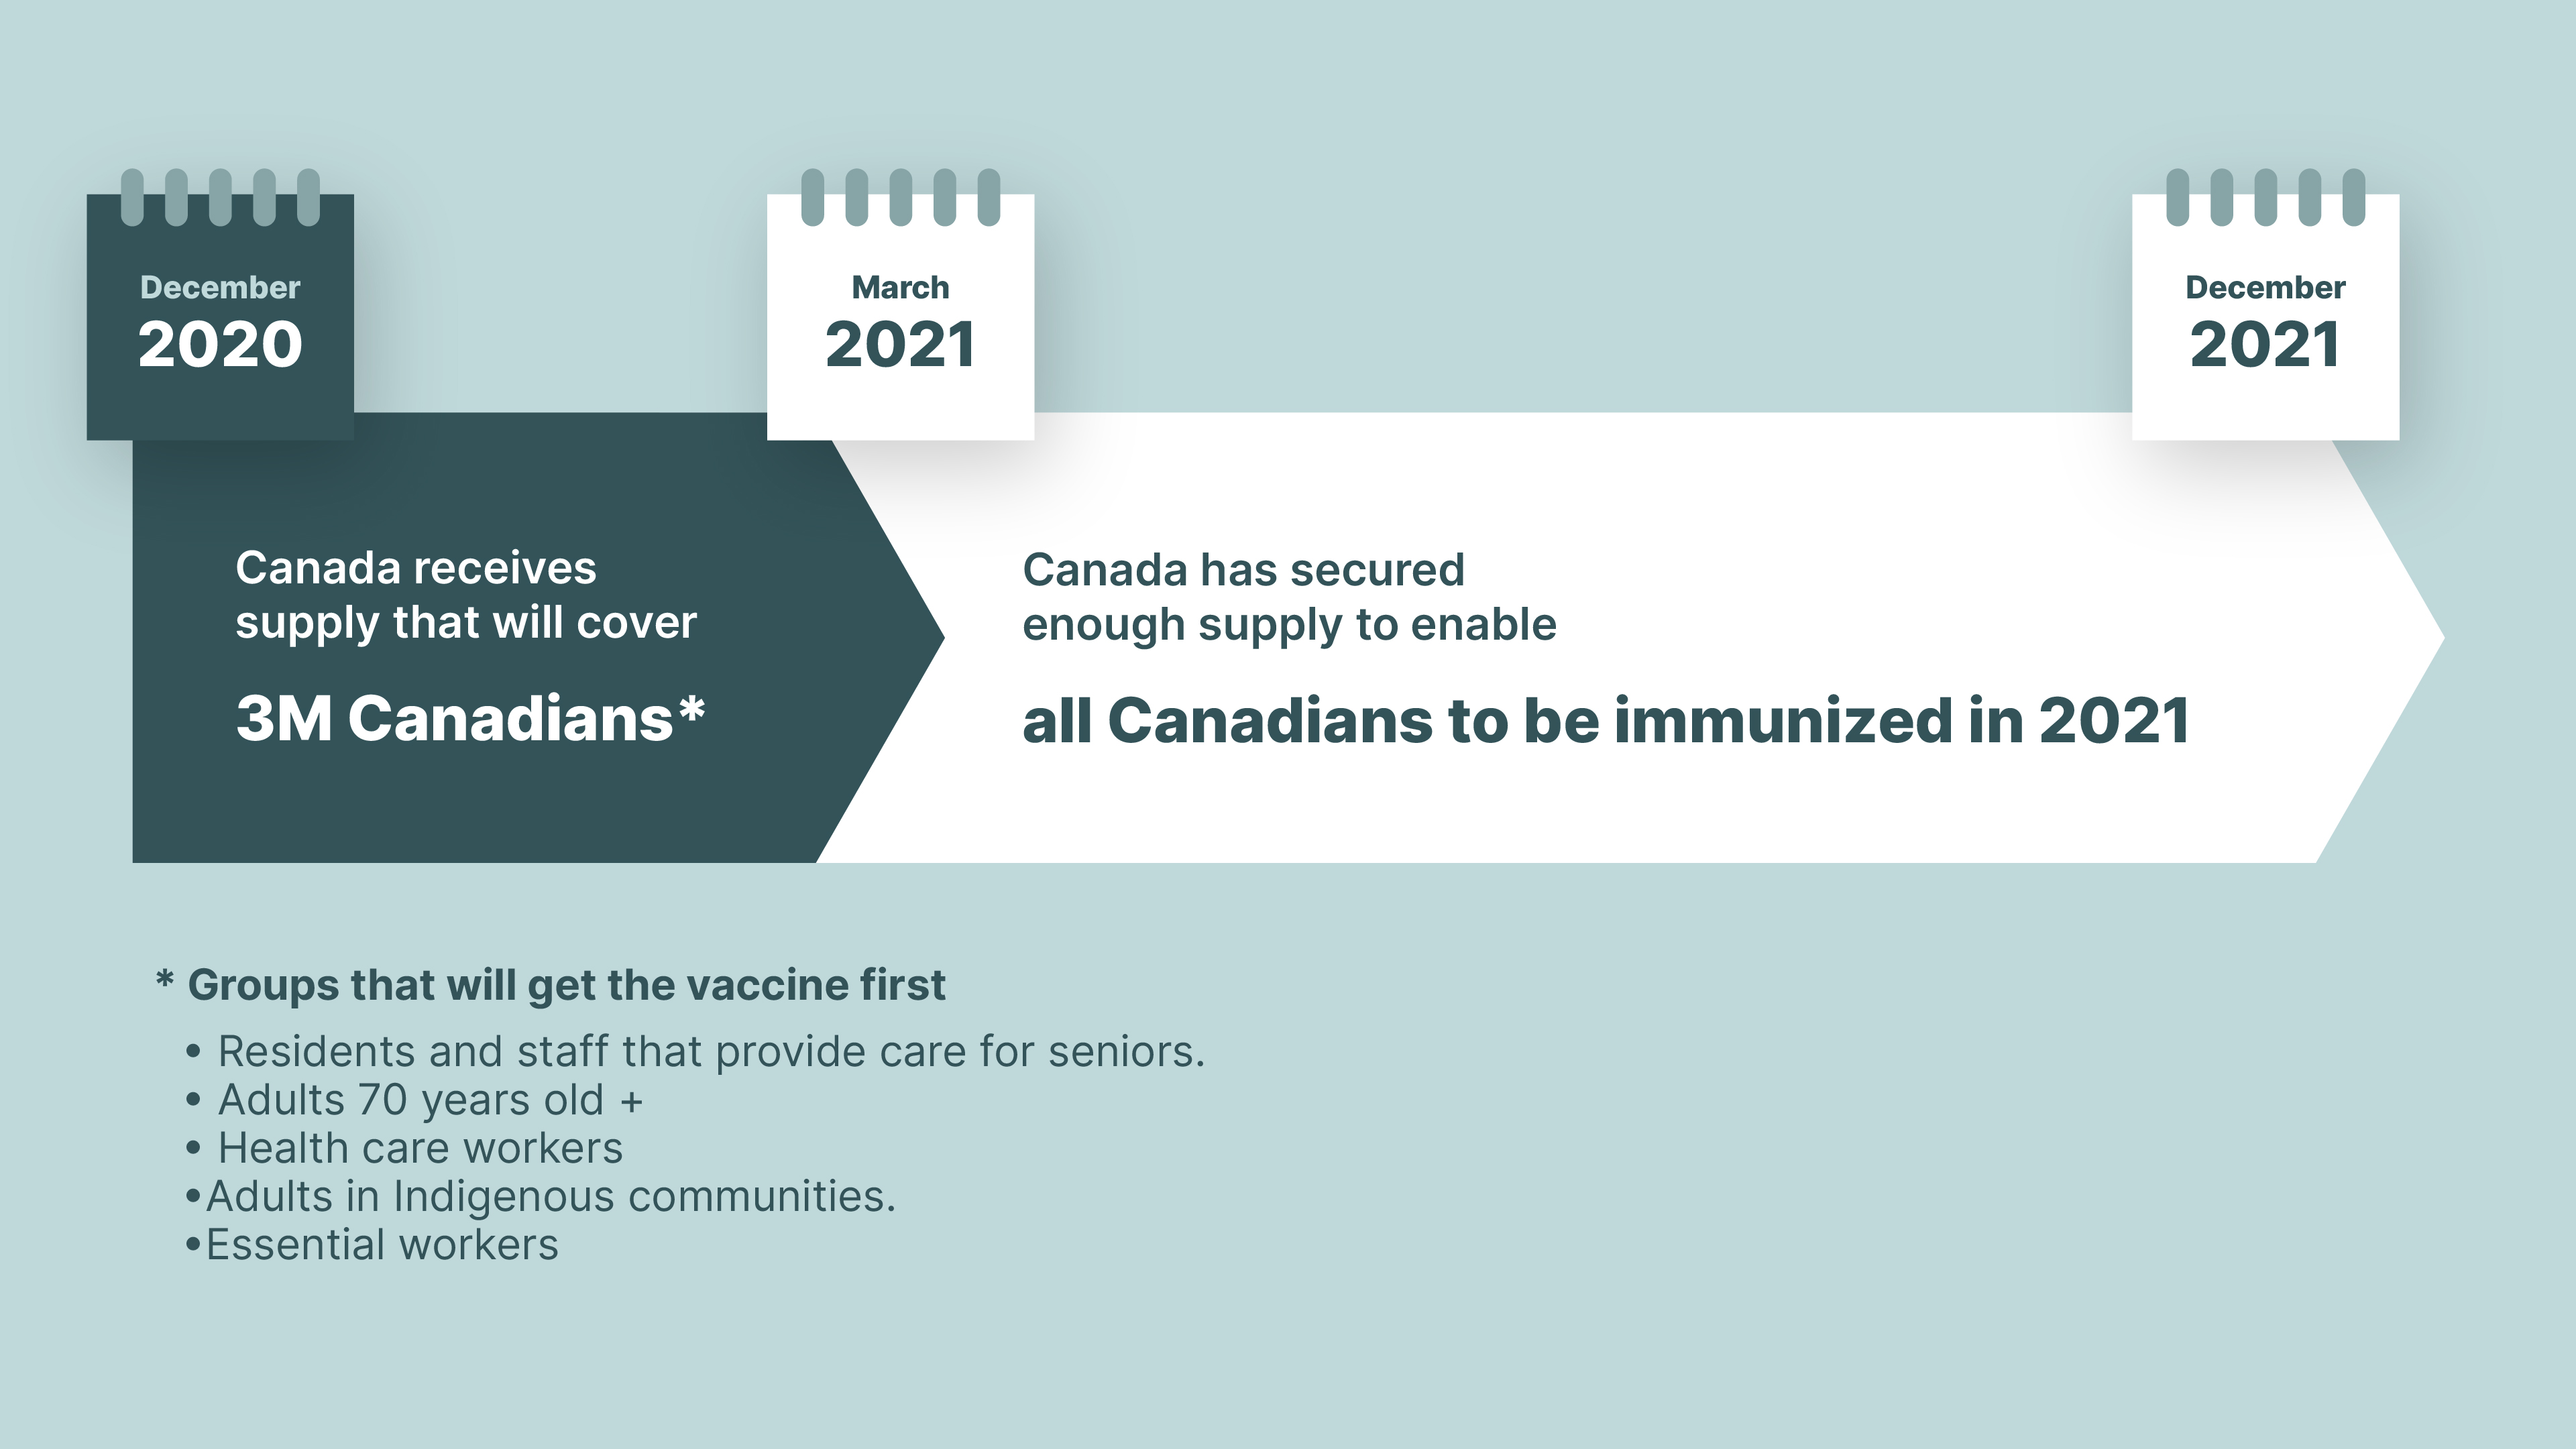 December
2020
March
2021
December
2021
Canada receives
supply that will cover
3M Canadians*
Canada has secured
enough supply to enable
all Canadians to be immunized in 2021
* Groups that will get the vaccine first
• Residents and staff that provide care for seniors.
• Adults 70 years old +
• Health care workers
•Adults in Indigenous communities.
•Essential workers